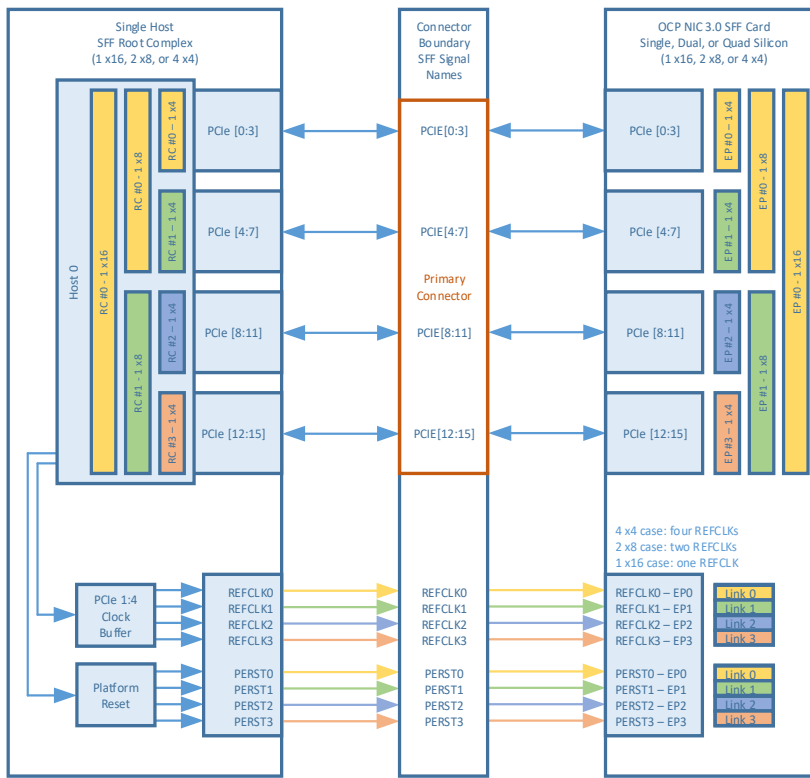 Single Host
SFF Root Complex
(1 x16, 2 x8, or 4 x4)
Connector
Boundary
SFF Signal
Names
OCP NIC 3.0 SFF Card
Single, Dual, or Quad Silicon
(1 x16, 2 x8, or 4 x4)
Host 0
RC #0 - 1 x16
RC #0 - 1 x8
RC #1 - 1 x8
RC #0 – 1 x4
RC #1 – 1 x4
RC #2 – 1 x4
RC #3 – 1 x4
PCIe [0:3]
PCIe [4:7]
PCIe [8:11]
PCIe [12:15]
PCIE[0:3]
PCIE[4:7]
Primary
Connector
PCIE[8:11]
PCIE[12:15]
PCIe [0:3]
PCIe [4:7]
PCIe [8:11]
PCIe [12:15]
EP #0 – 1 x4
EP #1 – 1 x4
EP #2 – 1 x4
EP #3 – 1 x4
EP #0 - 1 x8
EP #1 - 1 x8
EP #0 - 1 x16
4 x4 case: four REFCLKs
2 x8 case: two REFCLKs
1 x16 case: one REFCLK
PCIe 1:4
Clock
Buffer
Platform
Reset
REFCLK0
REFCLK1
REFCLK2
REFCLK3
PERST0
PERST1
PERST2
PERST3
REFCLK0
REFCLK1
REFCLK2
REFCLK3
PERST0
PERST1
PERST2
PERST3
REFCLK0 – EP0
REFCLK1 – EP1
REFCLK2 – EP2
REFCLK3 – EP3
PERST0 – EP0
PERST1 – EP1
PERST2 – EP2
PERST3 – EP3
Link 0
Link 1
Link 2
Link 3
Link 0
Link 1
Link 2
Link 3